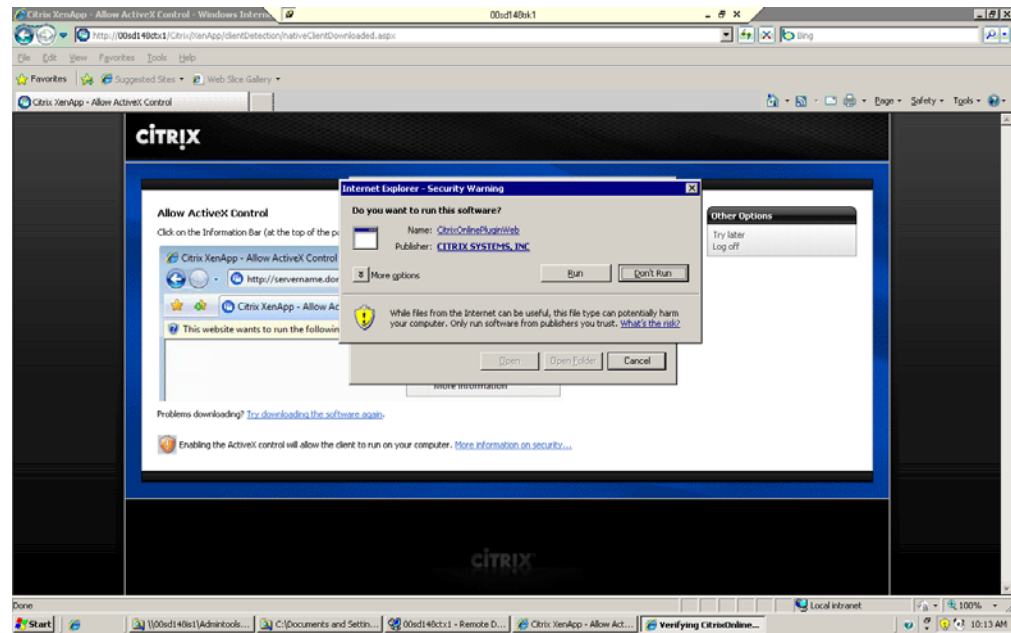 Citrix XenApp - Allow ActiveX Control - Windows Intern
00sd148nk1
http://00sd148ctx1/Citrix/XenApp/clientDetection/nativeClientDownloaded.aspx
Bing
File Edit View Favorites Tools Help
Favorites Suggested Sites Web Slice Gallery
Citrix XenApp - Allow ActiveX Control
Page Safety Tools
CİTRIX
Internet Explorer - Security Warning
Do you want to run this software?
Name: CitrixOnlinePluginWeb
Publisher: CITRIX SYSTEMS, INC
More options
Run
Don't Run
While files from the Internet can be useful, this file type can potentially harm
your computer. Only run software from publishers you trust. What's the risk?
Open
Open Folder
Cancel
More information
Allow ActiveX Control
Click on the Information Bar (at the top of the pa
Citrix XenApp - Allow ActiveX Control
http://servername.dor
Citrix XenApp - Allow Ac
This website wants to run the followin
Other Options
Try later
Log off
Problems downloading? Try downloading the software again.
Enabling the ActiveX control will allow the client to run on your computer. More information on security...
CİTRIX
Done
Local intranet
100%
Start
\\00sd148is1\Admintools...
C:\Documents and Settin...
00sd148ctx1 - Remote D...
Citrix XenApp - Allow Act...
Verifying CitrixOnline...
10:13 AM